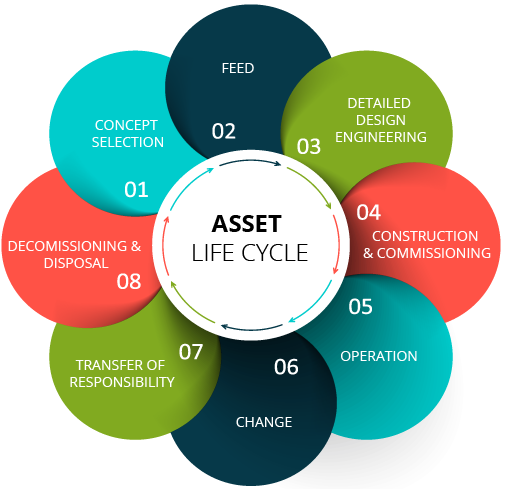 ASSET
LIFE CYCLE
CONCEPT
SELECTION
01
FEED
02
DETAILED
DESIGN
ENGINEERING
03
04
CONSTRUCTION
& COMMISSIONING
05
OPERATION
06
CHANGE
07
TRANSFER OF
RESPONSIBILITY
DECOMISSIONING &
DISPOSAL
08